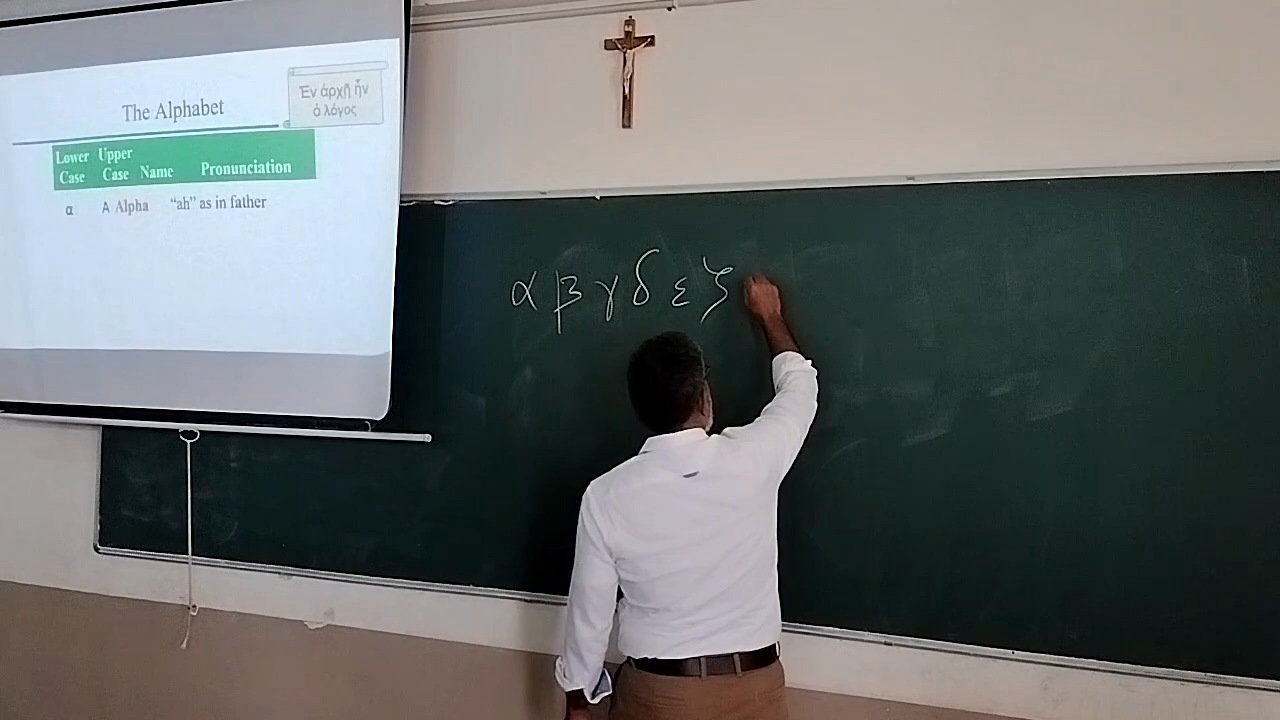 The Alphabet
Ἐν ἀρχῇ ἦν
ὁ λόγος
Lower Upper
Case Case Name Pronunciation
α Α Alpha “ah” as in father
α β γ δ ε ζ